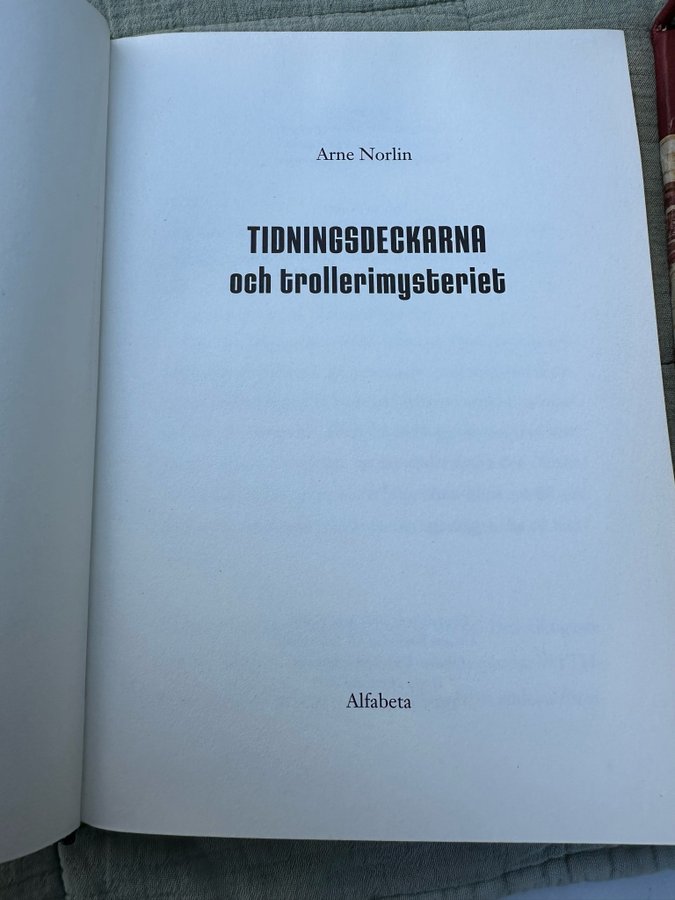 Arne Norlin
TIDNINGSDECKARNA
och trollerimysteriet
Alfabeta